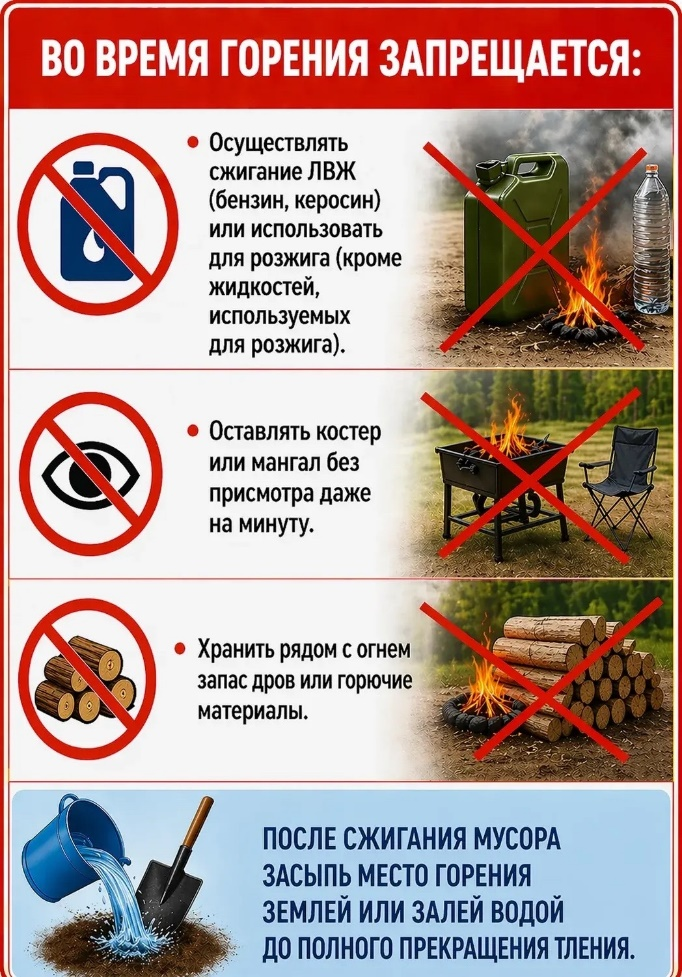 ВО ВРЕМЯ ГОРЕНИЯ ЗАПРЕЩАЕТСЯ:
• Осуществлять
сжигание ЛВЖ
(бензин, керосин)
или использовать
для розжига (кроме
жидкостей,
используемых
для розжига).
• Оставлять костер
или мангал без
присмотра даже
на минуту.
• Хранить рядом с огнем
запас дров или горючие
материалы.
ПОСЛЕ СЖИГАНИЯ МУСОРА
ЗАСЫПЬ МЕСТО ГОРЕНИЯ
ЗЕМЛЕЙ ИЛИ ЗАЛЕЙ ВОДОЙ
ДО ПОЛНОГО ПРЕКРАЩЕНИЯ ТЛЕНИЯ.